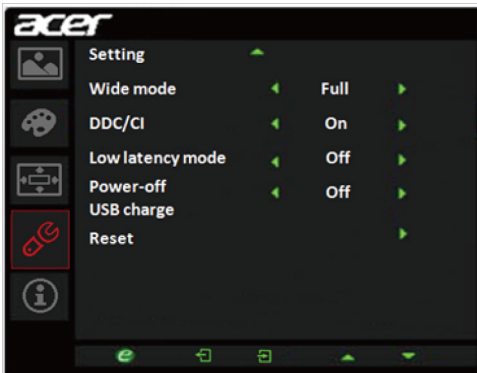 acer
Setting
Wide mode Full
DDC/CI On
Low latency mode Off
Power-off Off
USB charge
Reset
e